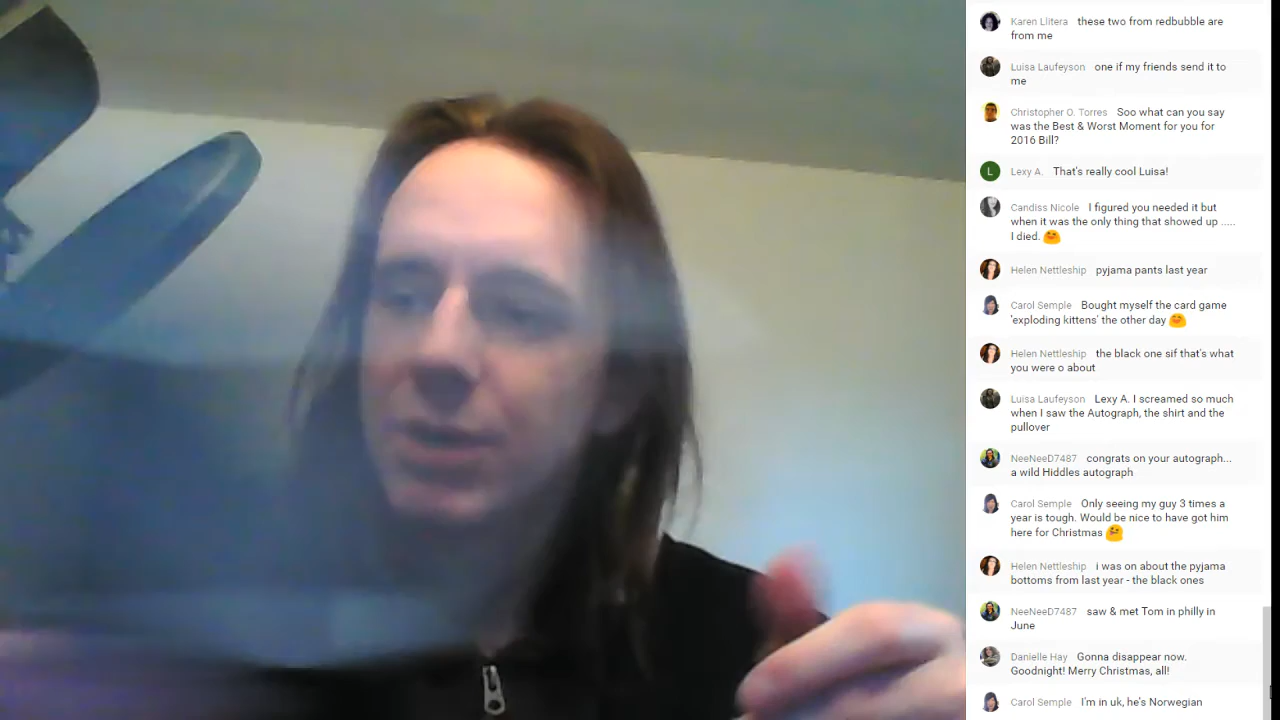 Karen Llitera these two from redbubble are
from me
Luisa Laufeyson one if my friends send it to
me
Christopher O. Torres Soo what can you say
was the Best & Worst Moment for you for
2016 Bill?
L Lexy A. That's really cool Luisa!
Candiss Nicole I figured you needed it but
when it was the only thing that showed up .....
I died.
Helen Nettleship pyjama pants last year
Carol Semple Bought myself the card game
'exploding kittens' the other day
Helen Nettleship the black one sif that's what
you were o about
Luisa Laufeyson Lexy A. I screamed so much
when I saw the Autograph, the shirt and the
pullover
NeeNeeD7487 congrats on your autograph...
a wild Hiddles autograph
Carol Semple Only seeing my guy 3 times a
year is tough. Would be nice to have got him
here for Christmas
Helen Nettleship i was on about the pyjama
bottoms from last year - the black ones
NeeNeeD7487 saw & met Tom in philly in
June
Danielle Hay Gonna disappear now.
Goodnight! Merry Christmas, all!
Carol Semple I'm in uk, he's Norwegian